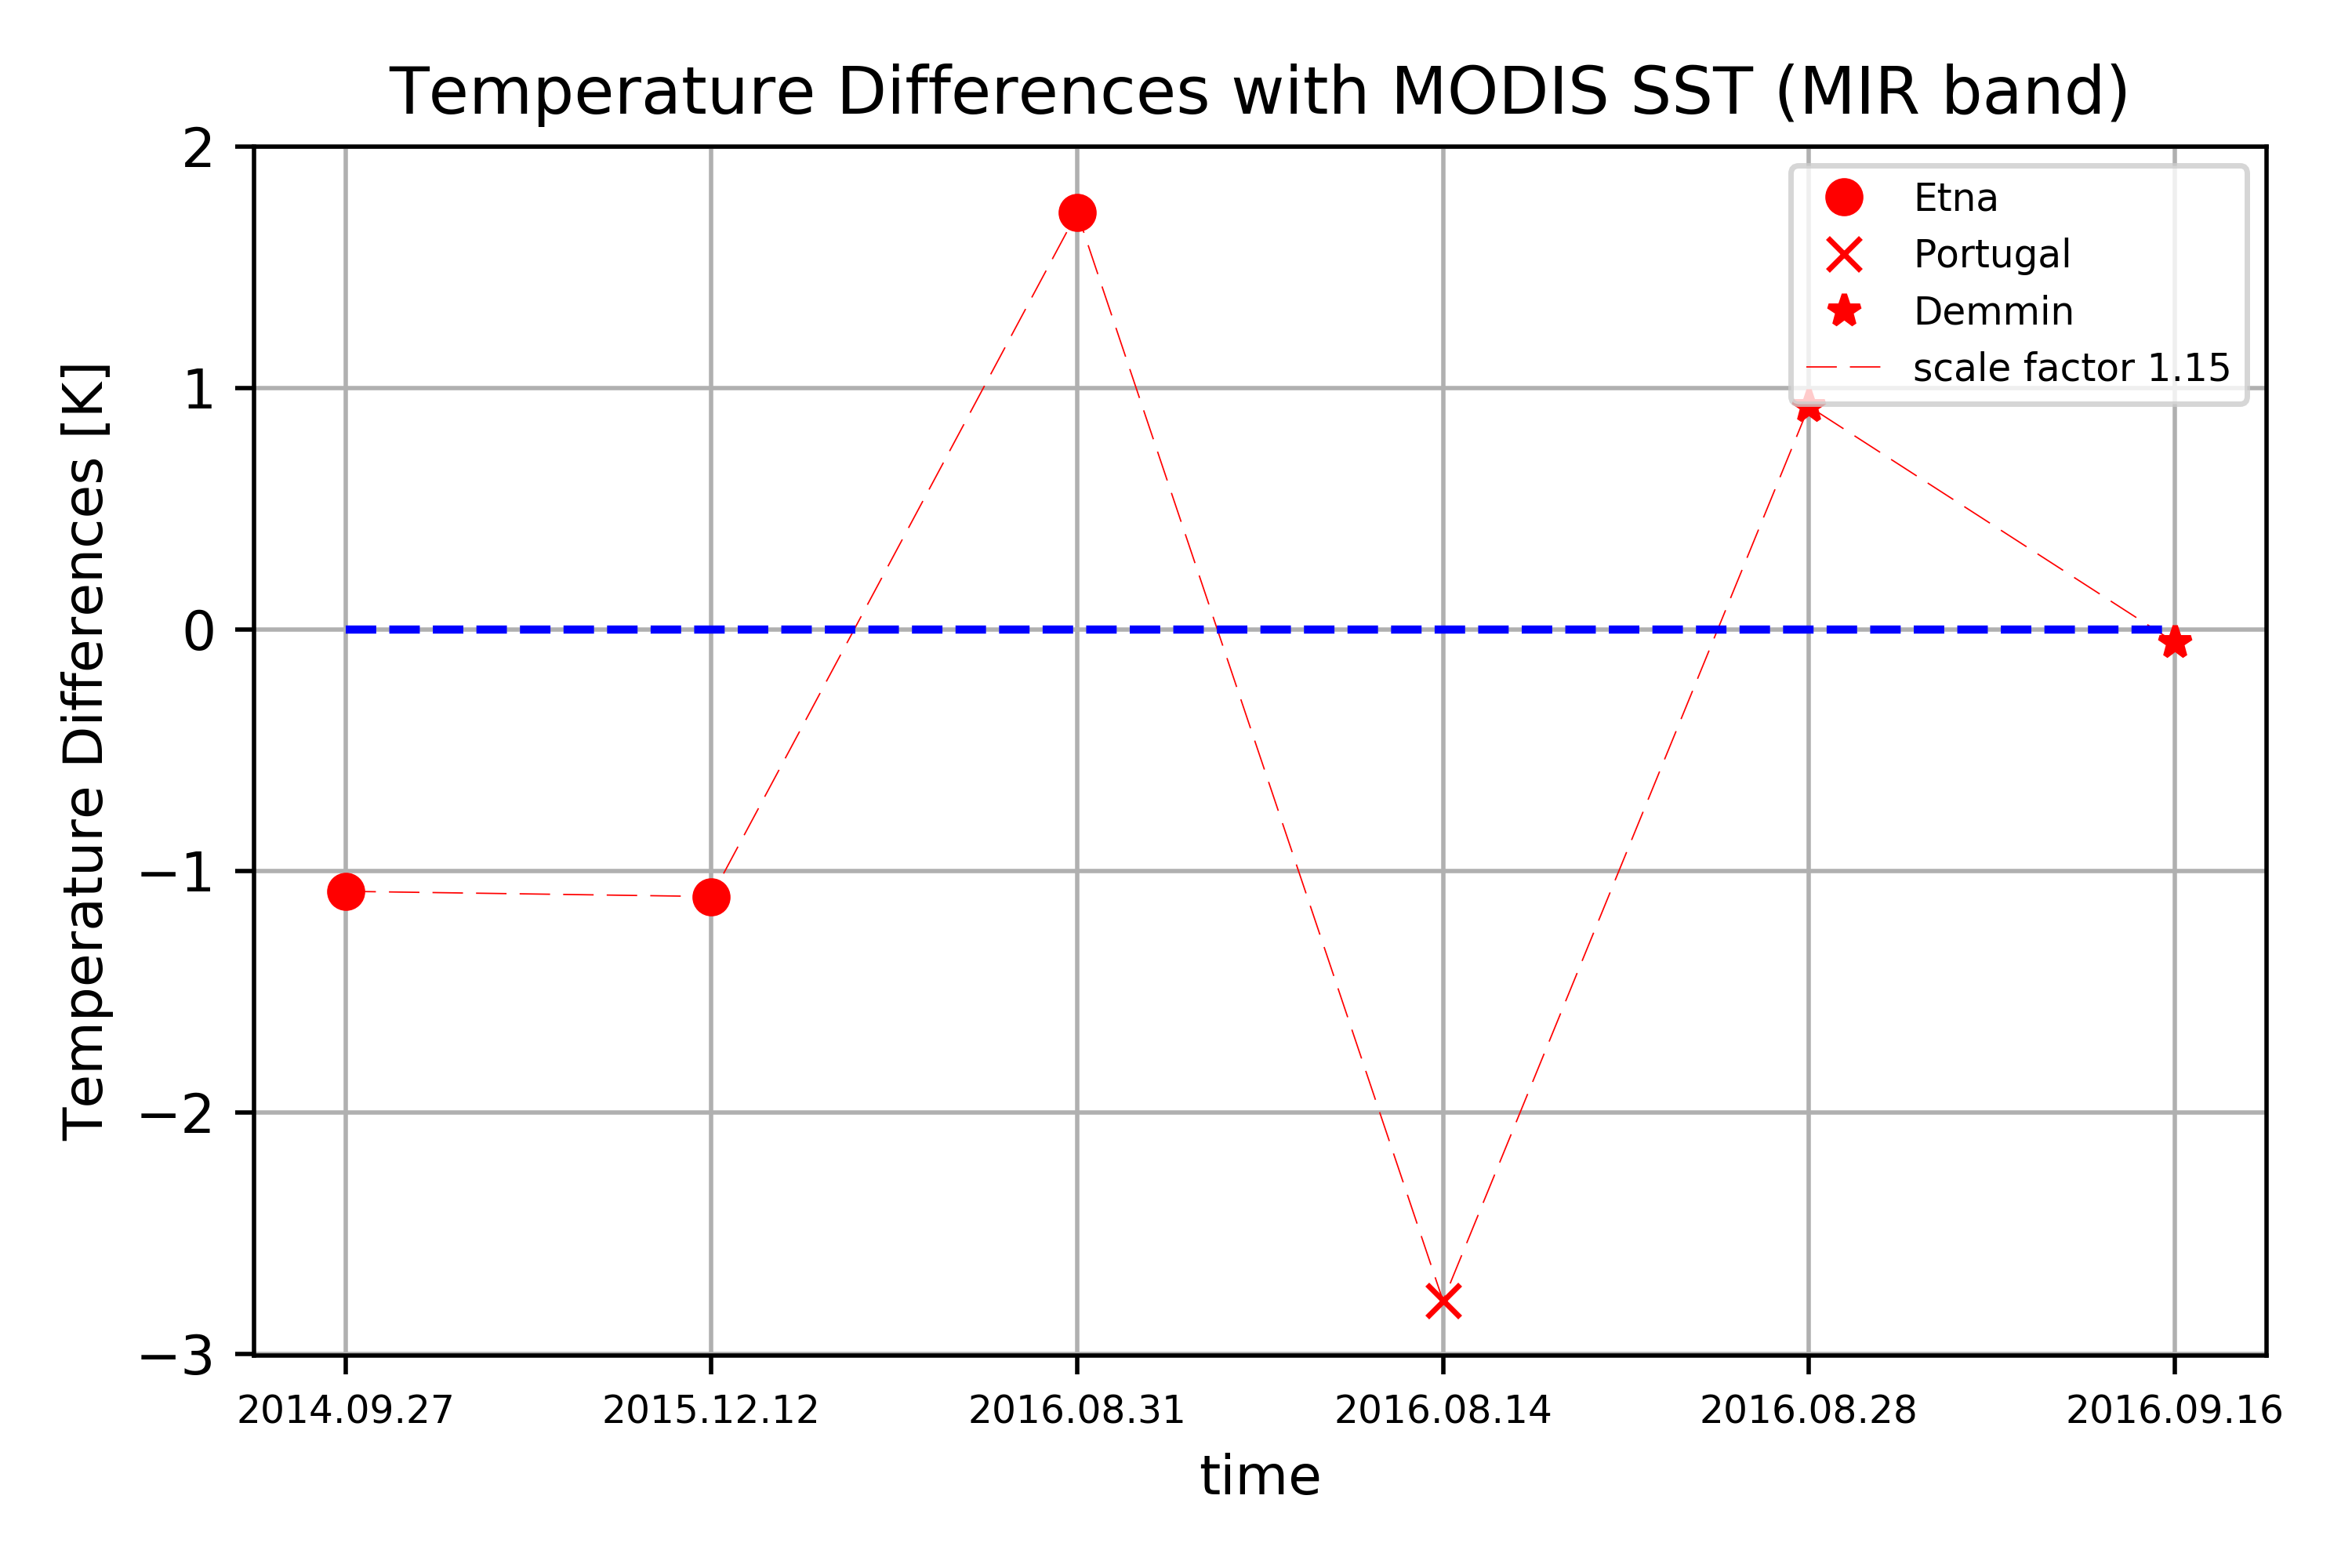 Temperature Differences with MODIS SST (MIR band)
Temperature Differences [K]
2
1
0
−1
−2
−3
Etna
Portugal
Demmin
scale factor 1.15
2014.09.27
2015.12.12
2016.08.31
2016.08.14
2016.08.28
2016.09.16
time